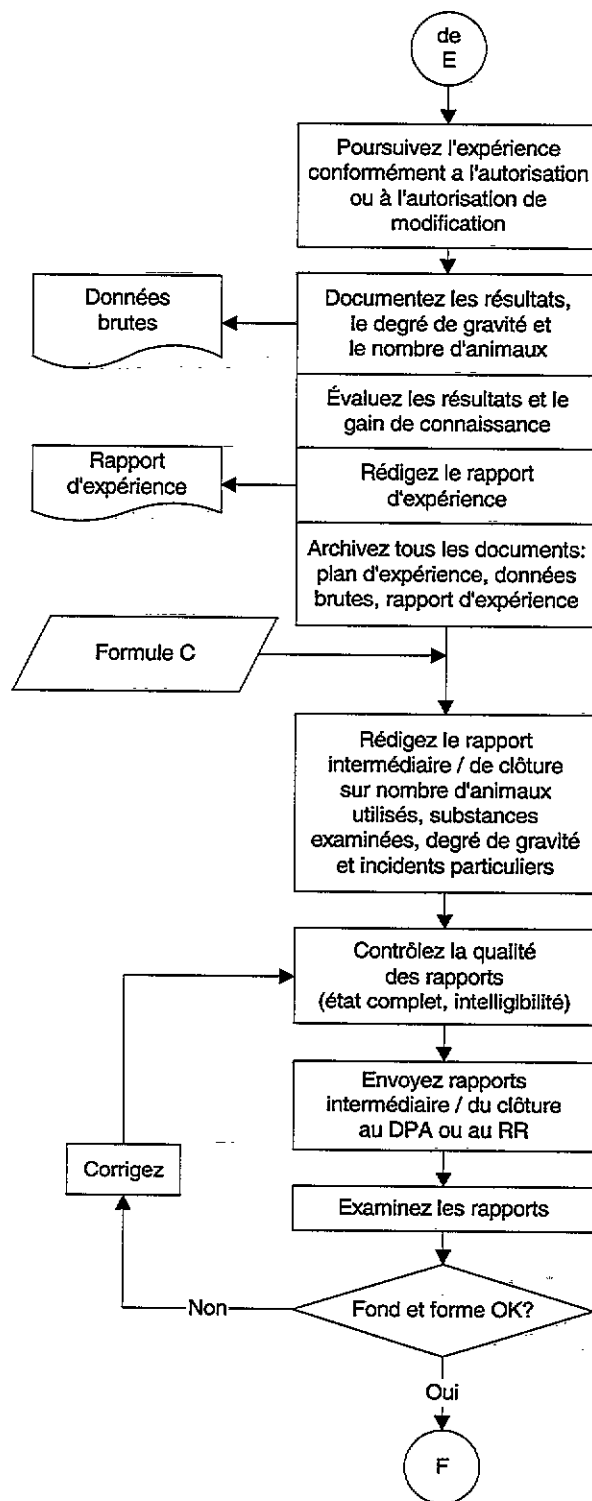 de
E
Poursuivez l'expérience
conformément a l'autorisation
ou à l'autorisation de
modification
Données
brutes
Documentez les résultats,
le degré de gravité et
le nombre d'animaux
Évaluez les résultats et le
gain de connaissance
Rapport
d'expérience
Rédigez le rapport
d'expérience
Archivez tous les documents:
plan d'expérience, données
brutes, rapport d'expérience
Formule C
Rédigez le rapport
intermédiaire / de clôture
sur nombre d'animaux
utilisés, substances
examinées, degré de gravité
et incidents particuliers
Contrôlez la qualité
des rapports
(état complet, intelligibilité)
Envoyez rapports
intermédiaire / du clôture
au DPA ou au RR
Corrigez
Examinez les rapports
Non
Fond et forme OK?
Oui
F